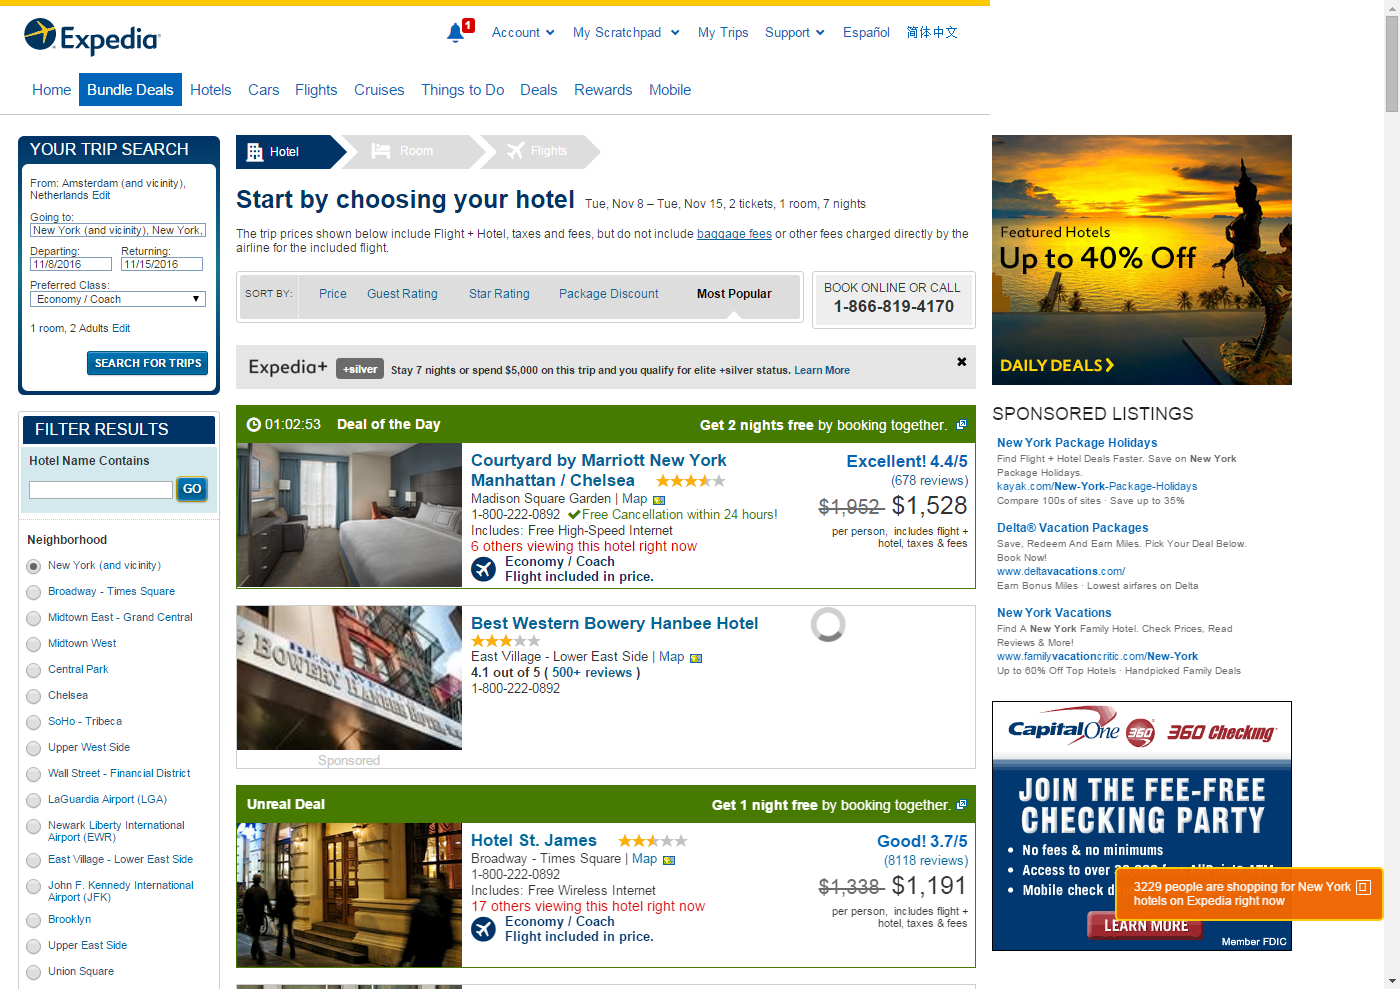 Expedia
1
Account
My Scratchpad
My Trips
Support
Español
简体中文
Home
Bundle Deals
Hotels
Cars
Flights
Cruises
Things to Do
Deals
Rewards
Mobile
YOUR TRIP SEARCH
From: Amsterdam (and vicinity),
Netherlands Edit
Going to:
New York (and vicinity), New York,
Departing:
Returning:
11/8/2016
11/15/2016
Preferred Class:
Economy / Coach
1 room, 2 Adults Edit
SEARCH FOR TRIPS
FILTER RESULTS
Hotel Name Contains
GO
Neighborhood
New York (and vicinity)
Broadway - Times Square
Midtown East - Grand Central
Midtown West
Central Park
Chelsea
SoHo - Tribeca
Upper West Side
Wall Street - Financial District
LaGuardia Airport (LGA)
Newark Liberty International
Airport (EWR)
East Village - Lower East Side
John F. Kennedy International
Airport (JFK)
Brooklyn
Upper East Side
Union Square
Hotel
Room
Flights
Start by choosing your hotel Tue, Nov 8 – Tue, Nov 15, 2 tickets, 1 room, 7 nights
The trip prices shown below include Flight + Hotel, taxes and fees, but do not include baggage fees or other fees charged directly by the
airline for the included flight.
SORT BY:
Price
Guest Rating
Star Rating
Package Discount
Most Popular
BOOK ONLINE OR CALL
1-866-819-4170
Expedia+ +silver Stay 7 nights or spend $5,000 on this trip and you qualify for elite +silver status. Learn More
01:02:53 Deal of the Day
Get 2 nights free by booking together.
Courtyard by Marriott New York
Manhattan / Chelsea
Madison Square Garden | Map
1-800-222-0892 Free Cancellation within 24 hours!
Includes: Free High-Speed Internet
6 others viewing this hotel right now
Economy / Coach
Flight included in price.
Excellent! 4.4/5
(678 reviews)
$1,952 $1,528
per person, includes flight +
hotel, taxes & fees
BOWERY HANBEE HOTEL
Sponsored
Best Western Bowery Hanbee Hotel
East Village - Lower East Side | Map
4.1 out of 5 ( 500+ reviews )
1-800-222-0892
Unreal Deal
Get 1 night free by booking together.
Hotel St. James
Broadway - Times Square | Map
1-800-222-0892
Includes: Free Wireless Internet
17 others viewing this hotel right now
Economy / Coach
Flight included in price.
Good! 3.7/5
(8118 reviews)
$1,338 $1,191
per person, includes flight +
hotel, taxes & fees
Featured Hotels
Up to 40% Off
DAILY DEALS
SPONSORED LISTINGS
New York Package Holidays
Find Flight + Hotel Deals Faster. Save on New York
Package Holidays.
kayak.com/New-York-Package-Holidays
Compare 100s of sites · Save up to 35%
Delta® Vacation Packages
Save, Redeem And Earn Miles. Pick Your Deal Below.
Book Now!
www.deltavacations.com/
Earn Bonus Miles · Lowest airfares on Delta
New York Vacations
Find A New York Family Hotel. Check Prices, Read
Reviews & More!
www.familyvacationcritic.com/New-York
Up to 60% Off Top Hotels · Handpicked Family Deals
Capital One 360 360 Checking
JOIN THE FEE-FREE
CHECKING PARTY
• No fees & no minimums
• Access to over
• Mobile check
LEARN MORE
Member FDIC
3229 people are shopping for New York
hotels on Expedia right now